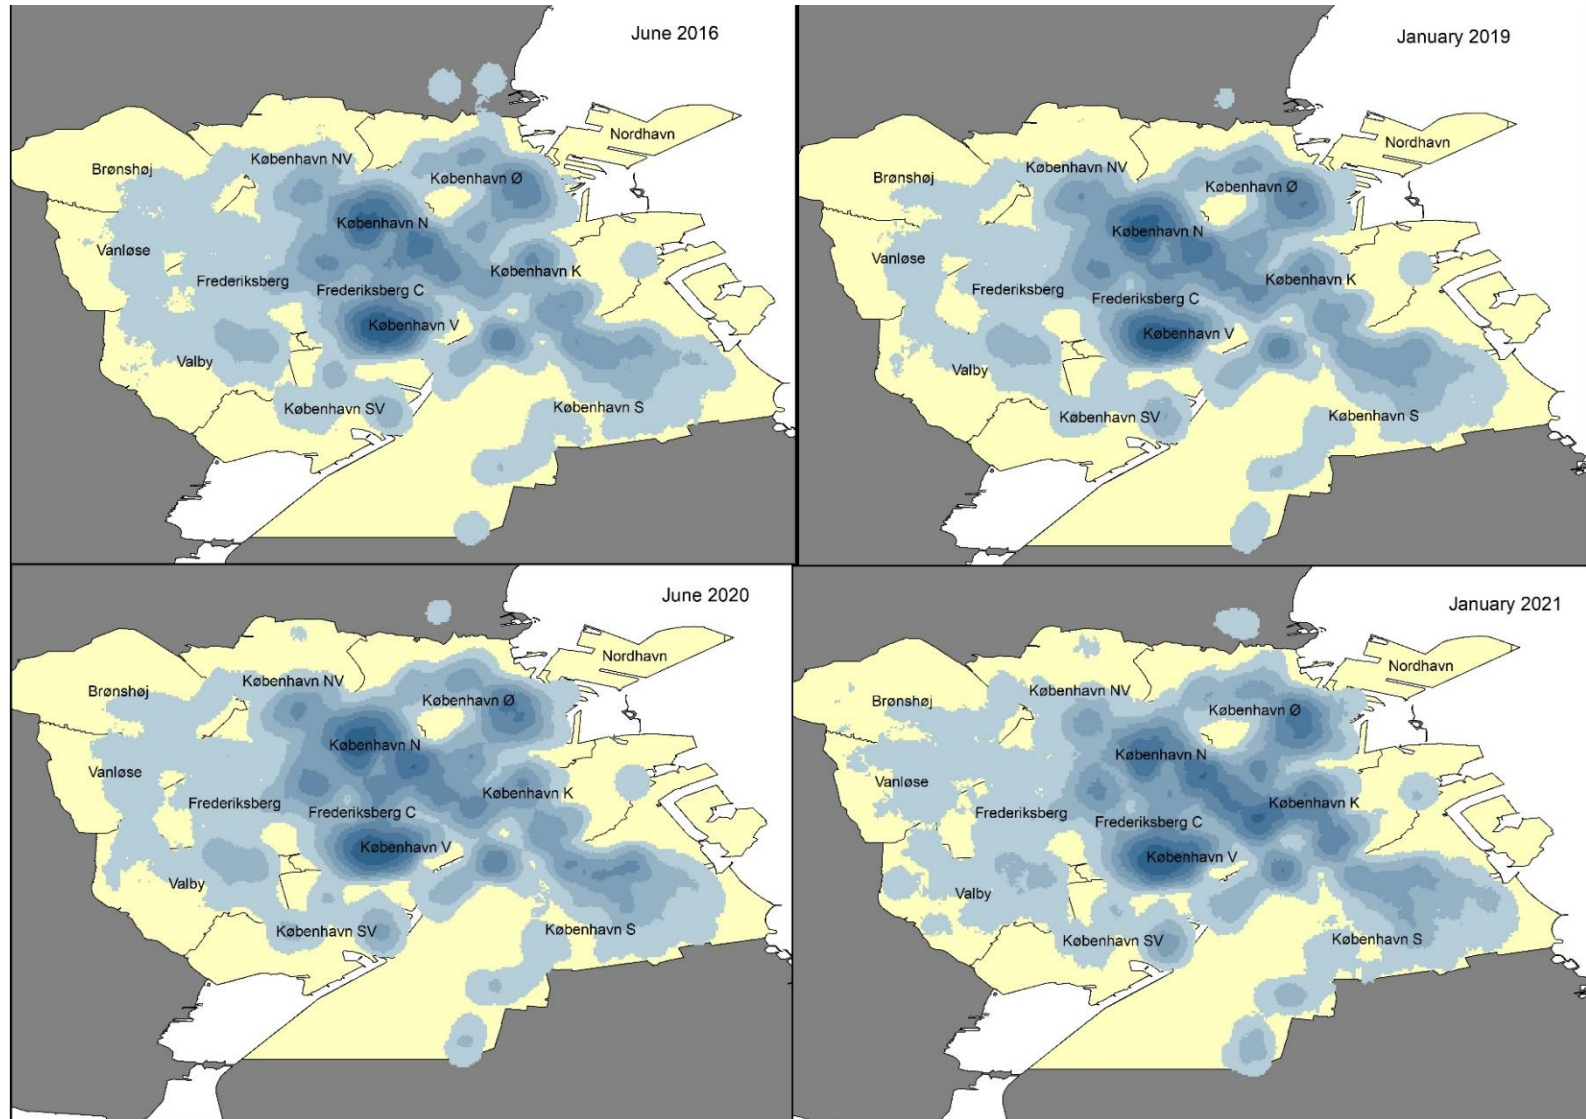 June 2016
Nordhavn
København NV
Brønshøj
København Ø
København N
Vanløse
København K
Frederiksberg
Frederiksberg C
København V
Valby
København SV
København S
January 2019
Nordhavn
København NV
Brønshøj
København Ø
København N
Vanløse
København K
Frederiksberg
Frederiksberg C
København V
Valby
København SV
København S
June 2020
Nordhavn
København NV
Brønshøj
København Ø
København N
Vanløse
København K
Frederiksberg
Frederiksberg C
København V
Valby
København SV
København S
January 2021
Nordhavn
København NV
Brønshøj
København Ø
København N
Vanløse
København K
Frederiksberg
Frederiksberg C
København V
Valby
København SV
København S